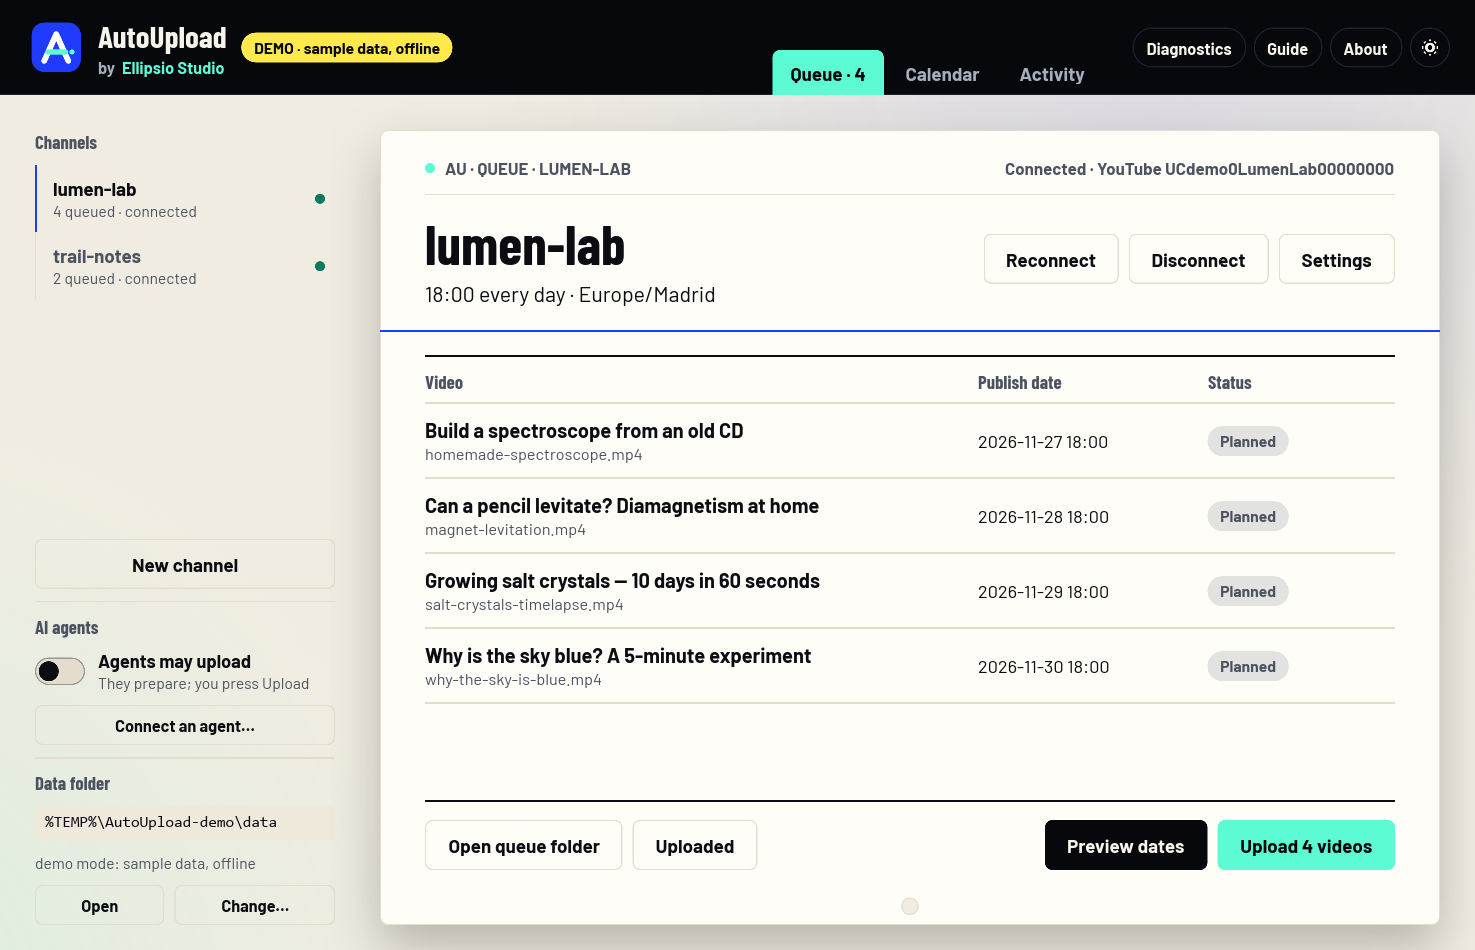 AutoUpload
by Ellipsio Studio
DEMO · sample data, offline
Queue · 4
Calendar
Activity
Diagnostics
Guide
About
Channels
lumen-lab
4 queued · connected
trail-notes
2 queued · connected
New channel
AI agents
Agents may upload
They prepare; you press Upload
Connect an agent...
Data folder
%TEMP%\AutoUpload-demo\data
demo mode: sample data, offline
Open
Change...
AU · QUEUE · LUMEN-LAB
Connected · YouTube UCdemo0LumenLab00000000
lumen-lab
18:00 every day · Europe/Madrid
Reconnect
Disconnect
Settings
Video
Publish date
Status
Build a spectroscope from an old CD
homemade-spectroscope.mp4
2026-11-27 18:00
Planned
Can a pencil levitate? Diamagnetism at home
magnet-levitation.mp4
2026-11-28 18:00
Planned
Growing salt crystals — 10 days in 60 seconds
salt-crystals-timelapse.mp4
2026-11-29 18:00
Planned
Why is the sky blue? A 5-minute experiment
why-the-sky-is-blue.mp4
2026-11-30 18:00
Planned
Open queue folder
Uploaded
Preview dates
Upload 4 videos